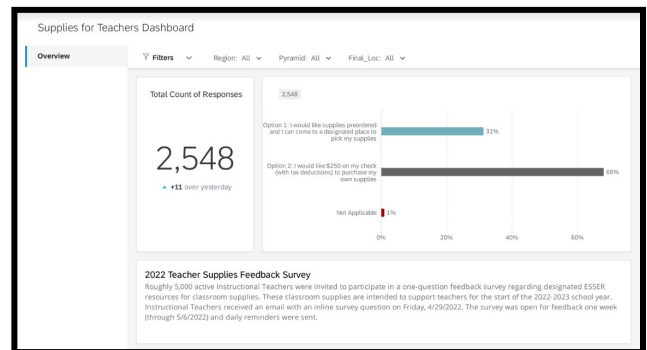 Supplies for Teachers Dashboard
Overview
Filters
Region: All
Pyramid: All
Final_Loc: All
Total Count of Responses
2,548
+11 over yesterday
2,548
Option 1: I would like supplies preordered
and I can come to a designated place to
pick my supplies
31%
Option 2: I would like $250 on my check
(with tax deductions) to purchase my
own supplies
68%
Not Applicable
1%
0%
20%
40%
60%
2022 Teacher Supplies Feedback Survey
Roughly 5,000 active Instructional Teachers were invited to participate in a one-question feedback survey regarding designated ESSER
resources for classroom supplies. These classroom supplies are intended to support teachers for the start of the 2022-2023 school year.
Instructional Teachers received an email with an inline survey question on Friday, 4/29/2022. The survey was open for feedback one week
(through 5/6/2022) and daily reminders were sent.